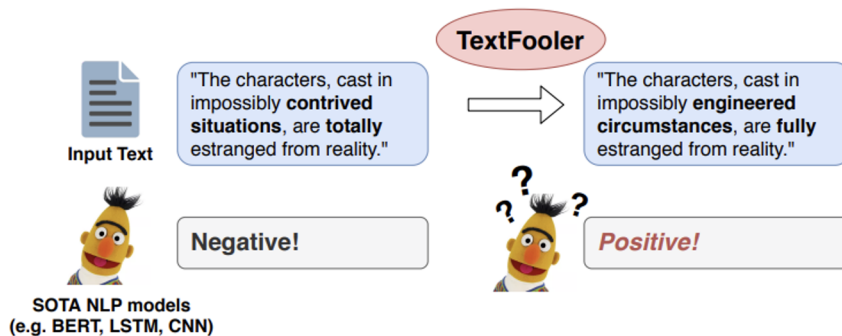 TextFooler
"The characters, cast in
impossibly contrived
situations, are totally
estranged from reality."
Input Text
"The characters, cast in
impossibly engineered
circumstances, are fully
estranged from reality."
? ? ?
Negative!
Positive!
SOTA NLP models
(e.g. BERT, LSTM, CNN)